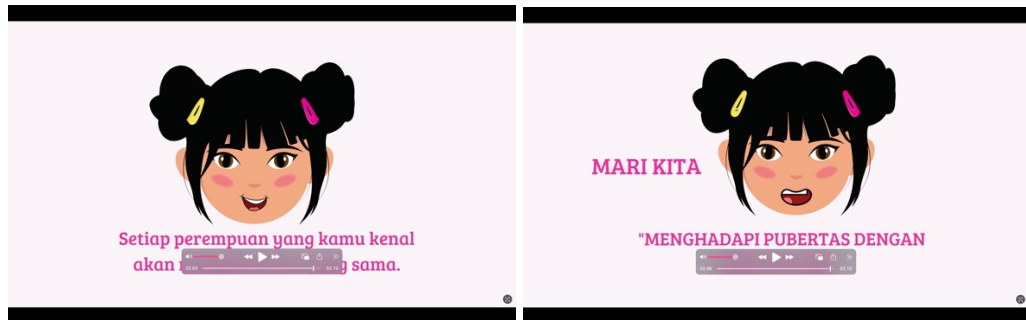 Setiap perempuan yang kamu kenal
akan sama.
MARI KITA
"MENGHADAPI PUBERTAS DENGAN